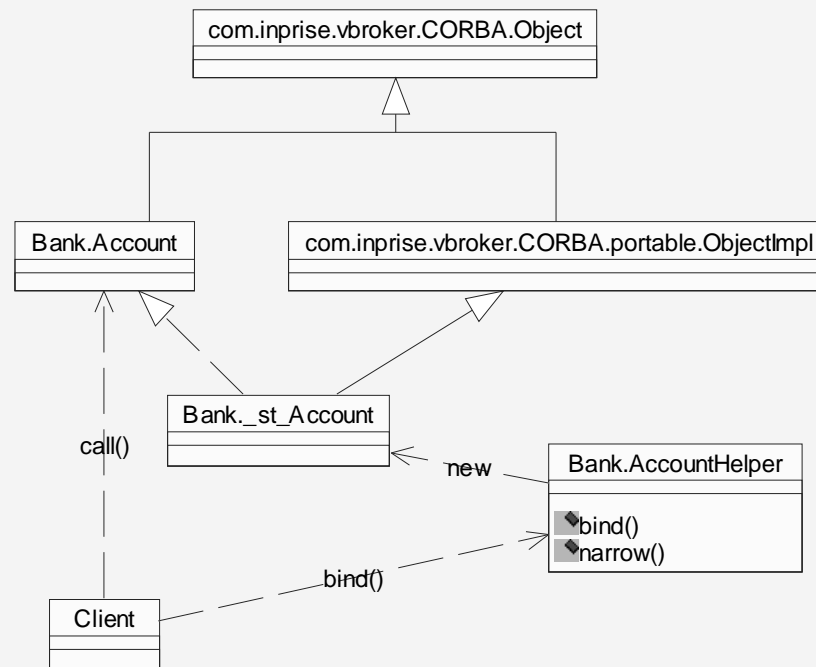 com.inprise.vbroker.CORBA.Object
Bank.Account
com.inprise.vbroker.CORBA.portable.ObjectImpl
Bank._st_Account
call()
new
Bank.AccountHelper
bind()
narrow()
bind()
Client